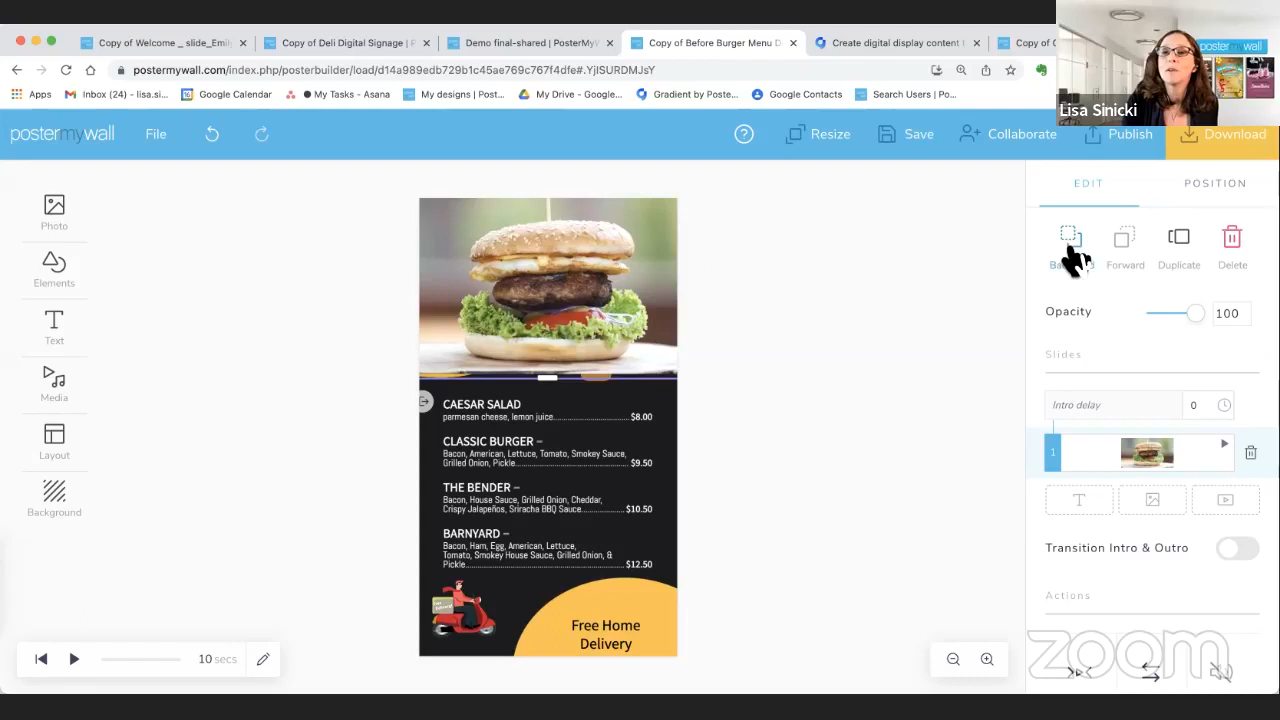 Copy of Welcome _ slide_Emily
Copy of Deli Digital Signage | P
Demo final-shared | PosterMyW
Copy of Before Burger Menu D
Create digital display content f
Copy of C
postermywall.com/index.php/posterbuilder/load/d14a989edb729b1c45ae769c767f4dfe#.YjISURDMJsY
Apps
Inbox (24) - lisa.si...
Google Calendar
My Tasks - Asana
My designs | Post...
My Drive - Google...
Gradient by Poste...
Google Contacts
Search Users | Po...
postermywall
Lisa Sinicki
postermywall
File
Resize
Save
Collaborate
Publish
Download
Photo
Elements
Text
Media
Layout
Background
EDIT
POSITION
Forward
Duplicate
Delete
Opacity
100
Slides
Intro delay
0
1
Transition Intro & Outro
Actions
CAESAR SALAD
parmesan cheese, lemon juice............................ $8.00
CLASSIC BURGER –
Bacon, American, Lettuce, Tomato, Smokey Sauce,
Grilled Onion, Pickle............................................. $9.50
THE BENDER –
Bacon, House Sauce, Grilled Onion, Cheddar,
Crispy Jalapeños, Sriracha BBQ Sauce................ $10.50
BARNYARD –
Bacon, Ham, Egg, American, Lettuce,
Tomato, Smokey House Sauce, Grilled Onion, &
Pickle.................................................................. $12.50
Free Home
Delivery
10 secs
zoom